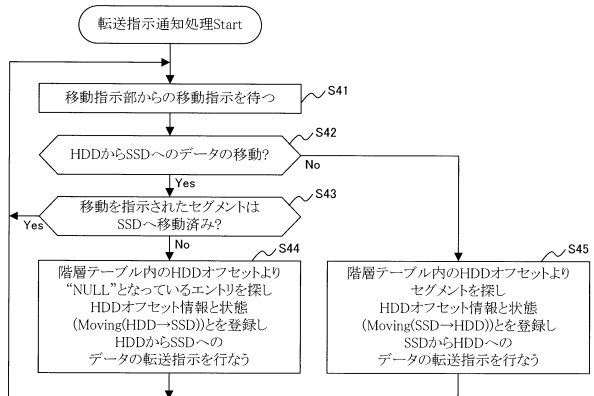 転送指示通知処理Start
移動指示部からの移動指示を待つ
S41
HDDからSSDへのデータの移動?
S42
No
Yes
移動を指示されたセグメントは
SSDへ移動済み?
S43
Yes
No
S44
階層テーブル内のHDDオフセットより
“NULL”となっているエントリを探し
HDDオフセット情報と状態
(Moving(HDD→SSD))とを登録し
HDDからSSDへの
データの転送指示を行なう
S45
階層テーブル内のHDDオフセットより
セグメントを探し
HDDオフセット情報と状態
(Moving(SSD→HDD))とを登録し
SSDからHDDへの
データの転送指示を行なう